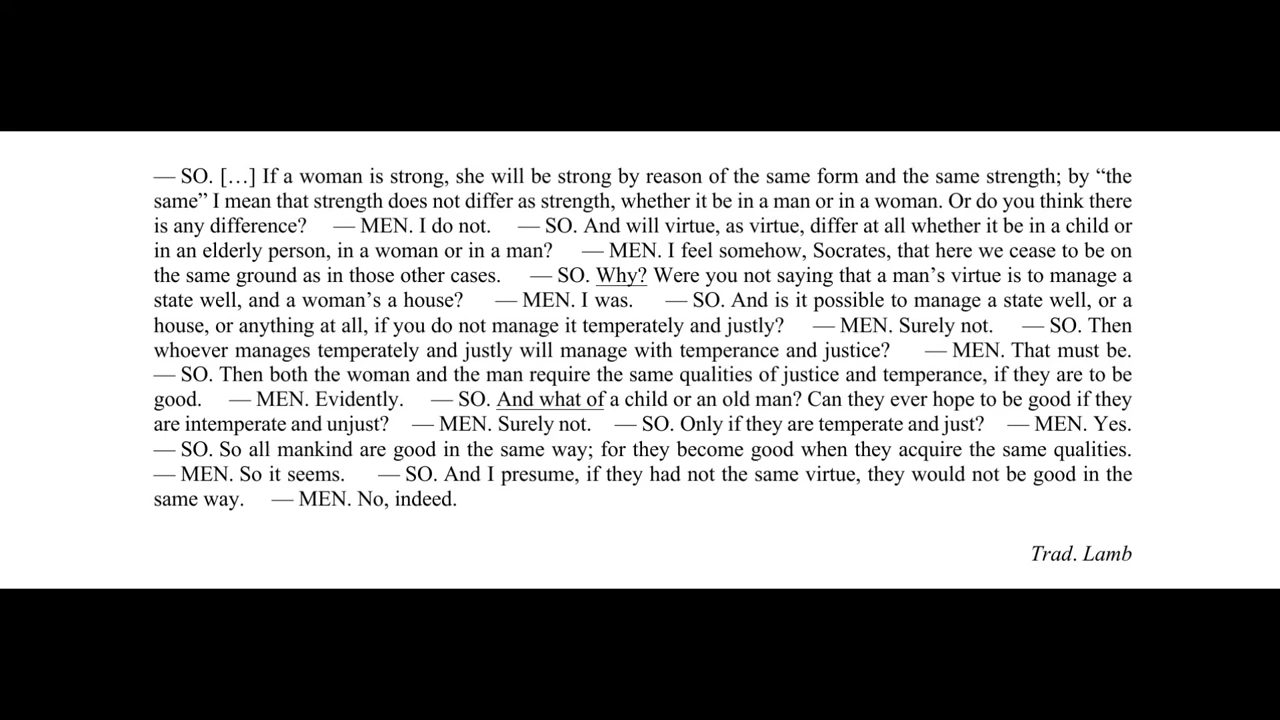 — SO. […] If a woman is strong, she will be strong by reason of the same form and the same strength; by “the
same” I mean that strength does not differ as strength, whether it be in a man or in a woman. Or do you think there
is any difference? — MEN. I do not. — SO. And will virtue, as virtue, differ at all whether it be in a child or
in an elderly person, in a woman or in a man? — MEN. I feel somehow, Socrates, that here we cease to be on
the same ground as in those other cases. — SO. Why? Were you not saying that a man’s virtue is to manage a
state well, and a woman’s a house? — MEN. I was. — SO. And is it possible to manage a state well, or a
house, or anything at all, if you do not manage it temperately and justly? — MEN. Surely not. — SO. Then
whoever manages temperately and justly will manage with temperance and justice? — MEN. That must be.
— SO. Then both the woman and the man require the same qualities of justice and temperance, if they are to be
good. — MEN. Evidently. — SO. And what of a child or an old man? Can they ever hope to be good if they
are intemperate and unjust? — MEN. Surely not. — SO. Only if they are temperate and just? — MEN. Yes.
— SO. So all mankind are good in the same way; for they become good when they acquire the same qualities.
— MEN. So it seems. — SO. And I presume, if they had not the same virtue, they would not be good in the
same way. — MEN. No, indeed.
Trad. Lamb